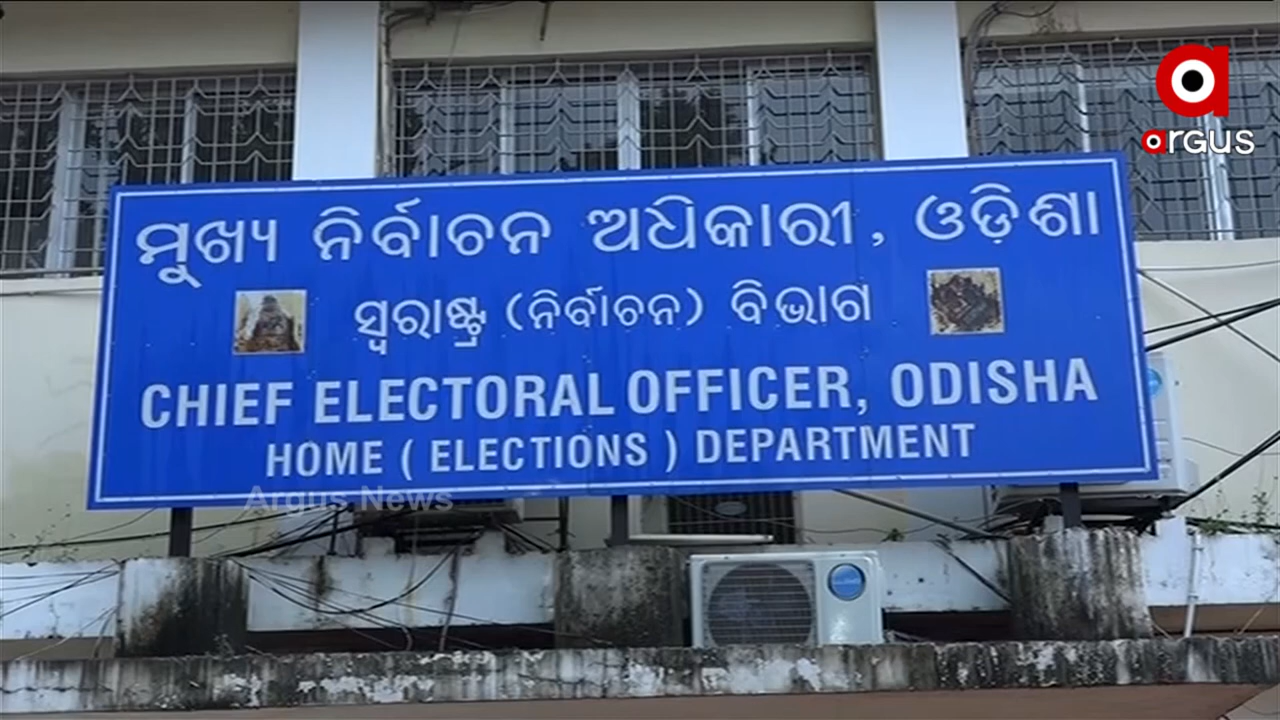 argus
ମୁଖ୍ୟ ନିର୍ବାଚନ ଅଧିକାରୀ, ଓଡ଼ିଶା
ସ୍ୱରାଷ୍ଟ୍ର (ନିର୍ବାଚନ) ବିଭାଗ
CHIEF ELECTORAL OFFICER, ODISHA
HOME ( ELECTIONS ) DEPARTMENT
Argus News